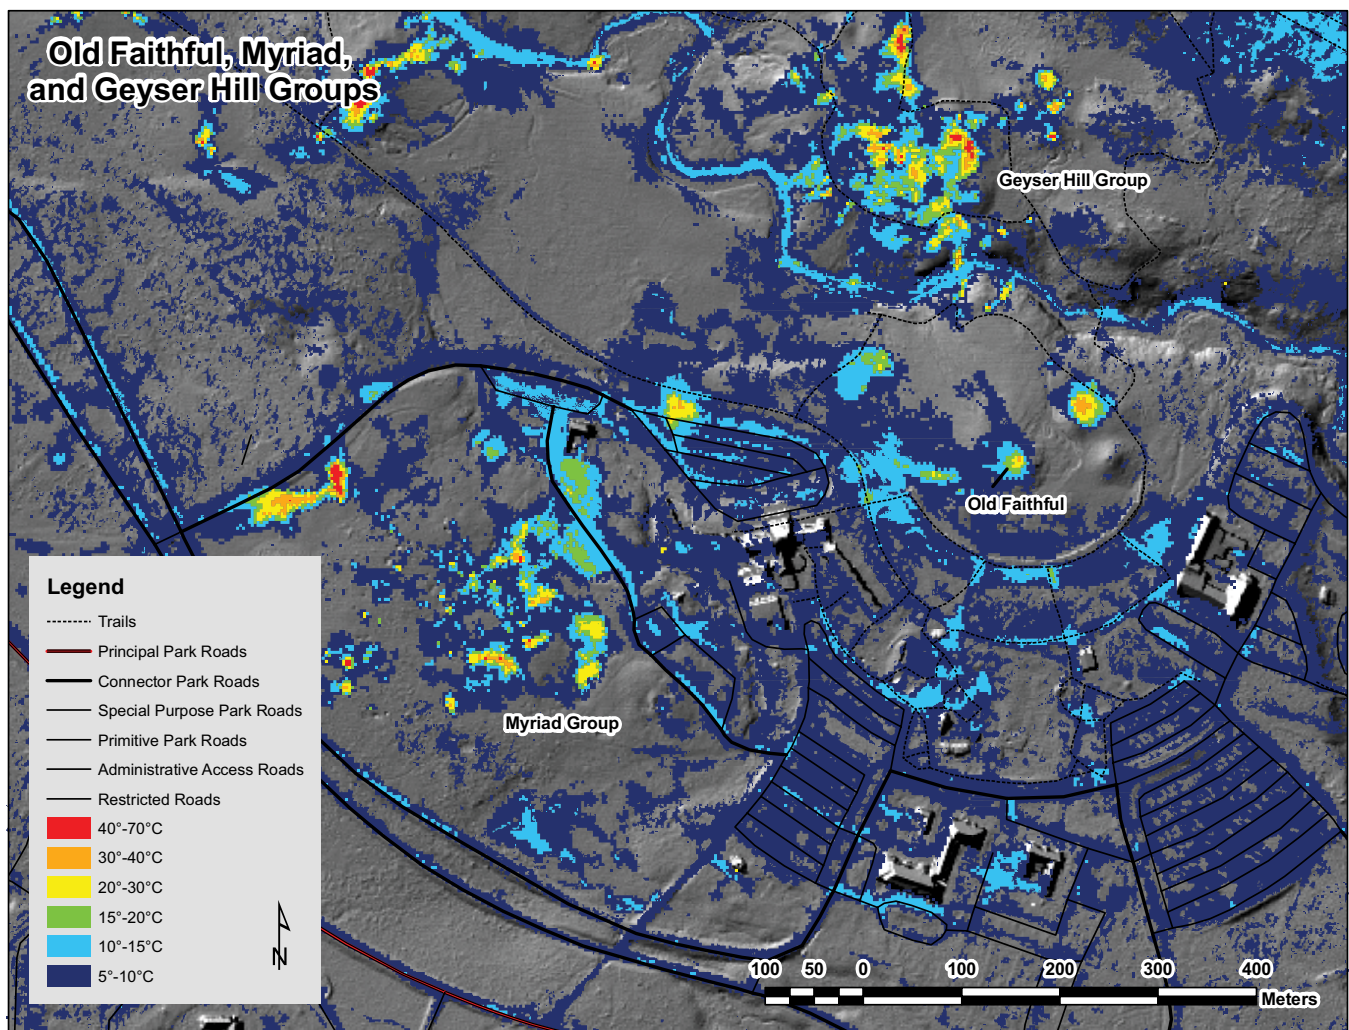 Old Faithful, Myriad,
and Geyser Hill Groups
Geyser Hill Group
Old Faithful
Myriad Group
Legend
Trails
Principal Park Roads
Connector Park Roads
Special Purpose Park Roads
Primitive Park Roads
Administrative Access Roads
Restricted Roads
40°-70°C
30°-40°C
20°-30°C
15°-20°C
10°-15°C
5°-10°C
N
100 50 0 100 200 300 400
Meters